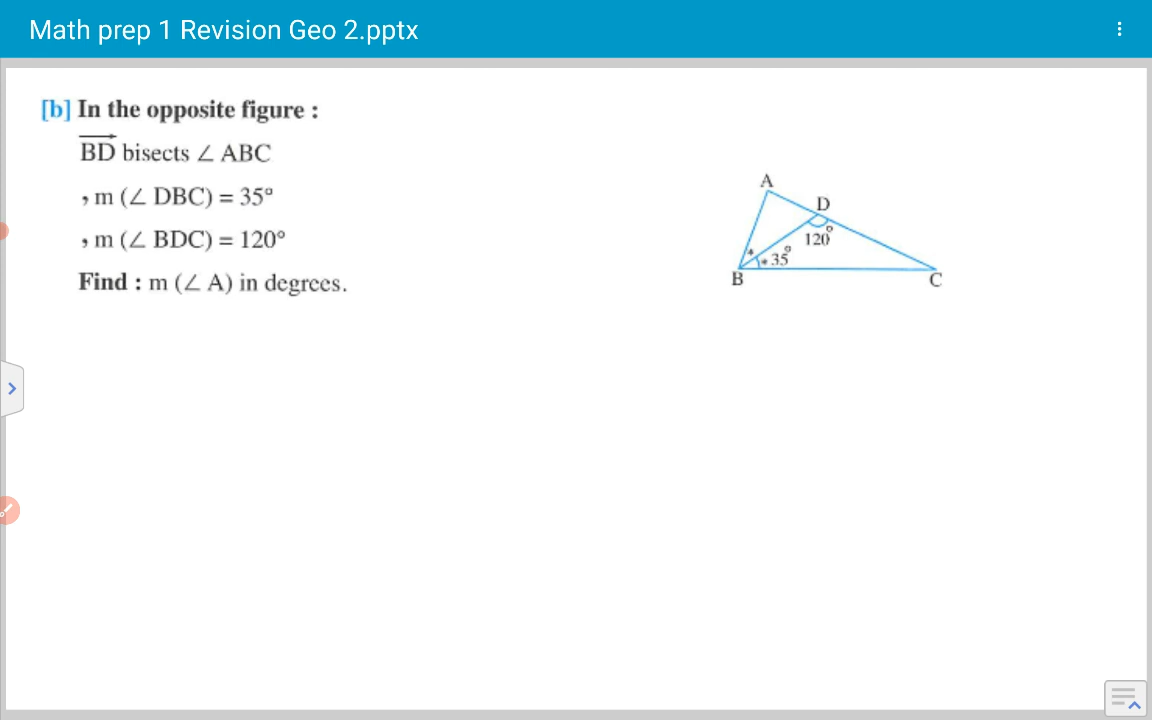 Math prep 1 Revision Geo 2.pptx
[b] In the opposite figure :
BD bisects ∠ ABC
, m (∠ DBC) = 35°
, m (∠ BDC) = 120°
Find : m (∠ A) in degrees.
A
D
120°
35°
B
C